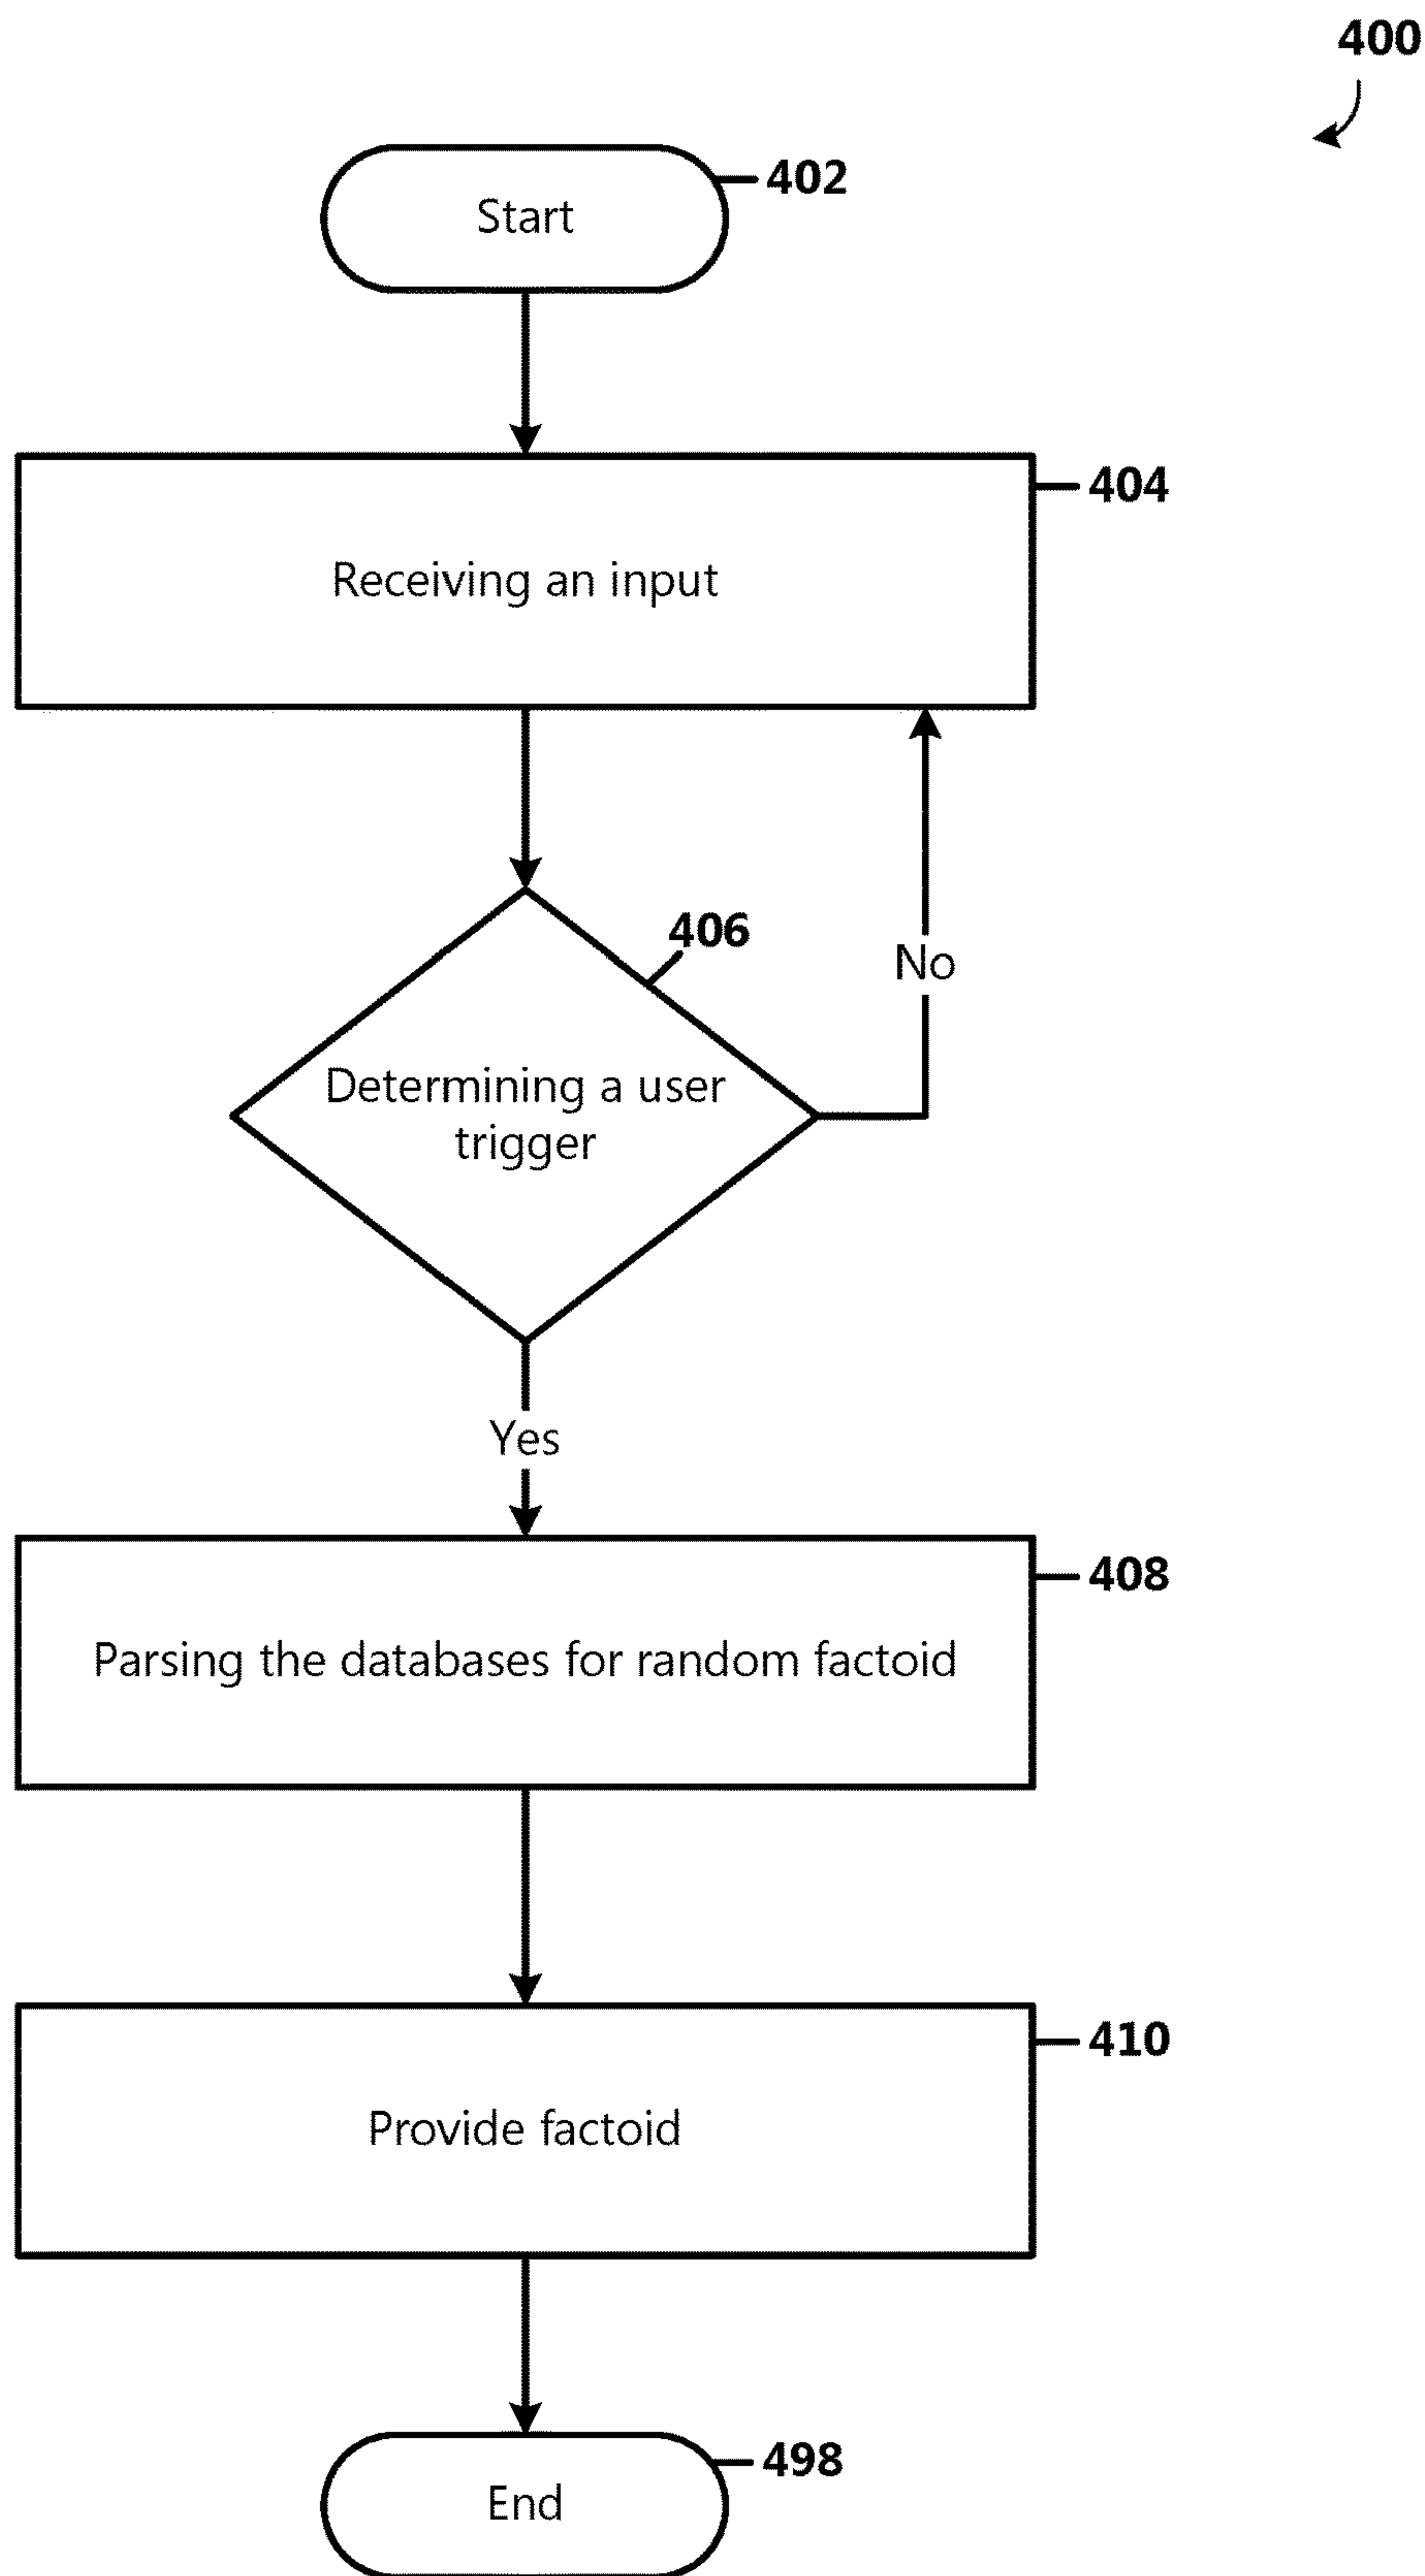 400
402
Start
404
Receiving an input
406
No
Determining a user
trigger
Yes
408
Parsing the databases for random factoid
410
Provide factoid
498
End